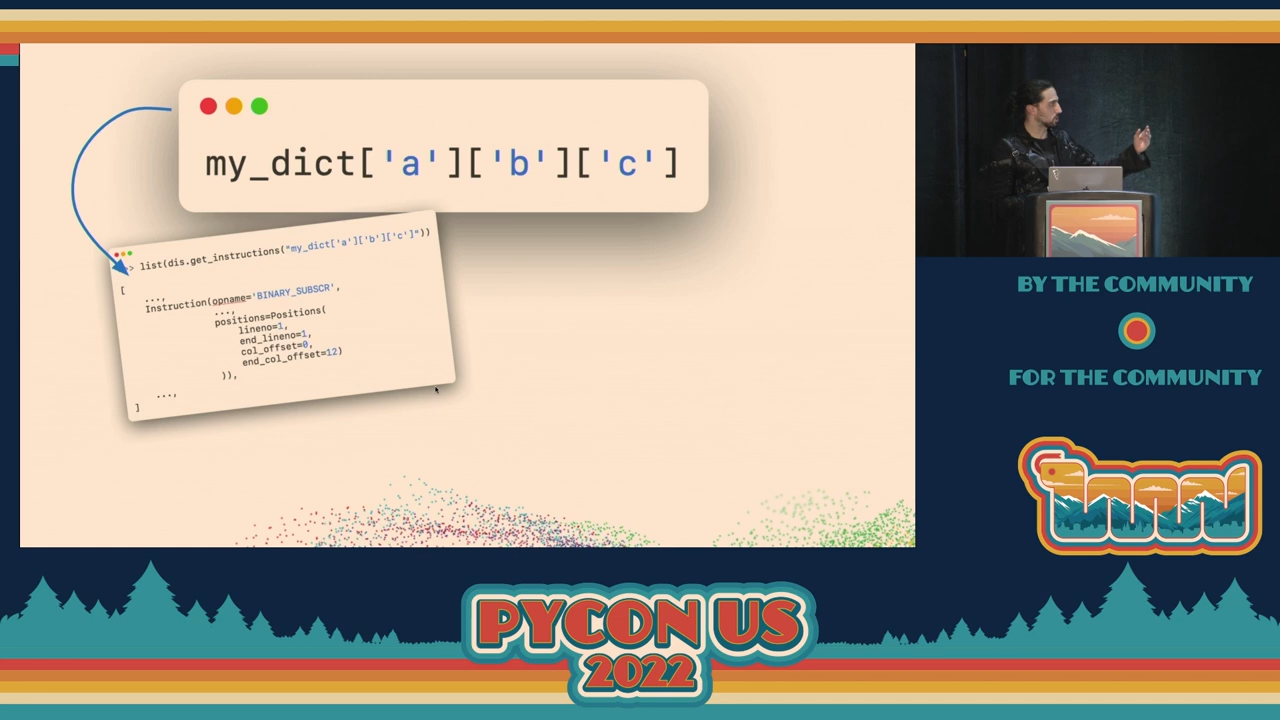 my_dict['a']['b']['c']
>> list(dis.get_instructions("my_dict['a']['b']['c']"))
[
...,
Instruction(opname='BINARY_SUBSCR',
...,
positions=Positions(
lineno=1,
end_lineno=1,
col_offset=0,
end_col_offset=12)
)),
...,
]
BY THE COMMUNITY
FOR THE COMMUNITY
PYCON US
2022